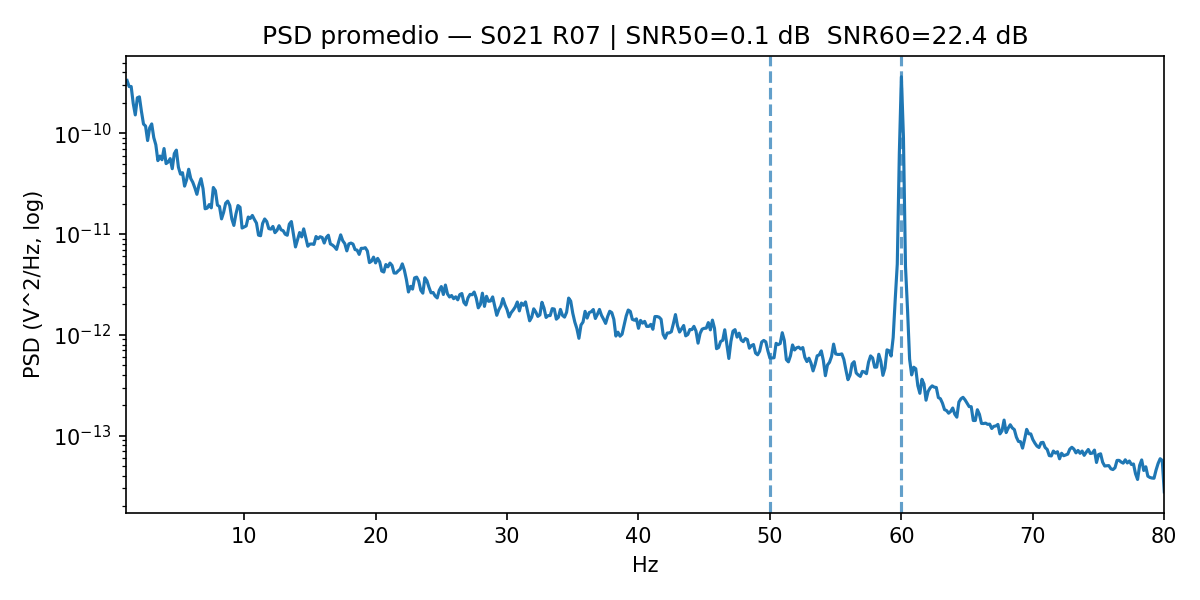 PSD promedio — S021 R07 | SNR50=0.1 dB  SNR60=22.4 dB
PSD (V^2/Hz, log)
10^-10
10^-11
10^-12
10^-13
10 20 30 40 50 60 70 80
Hz